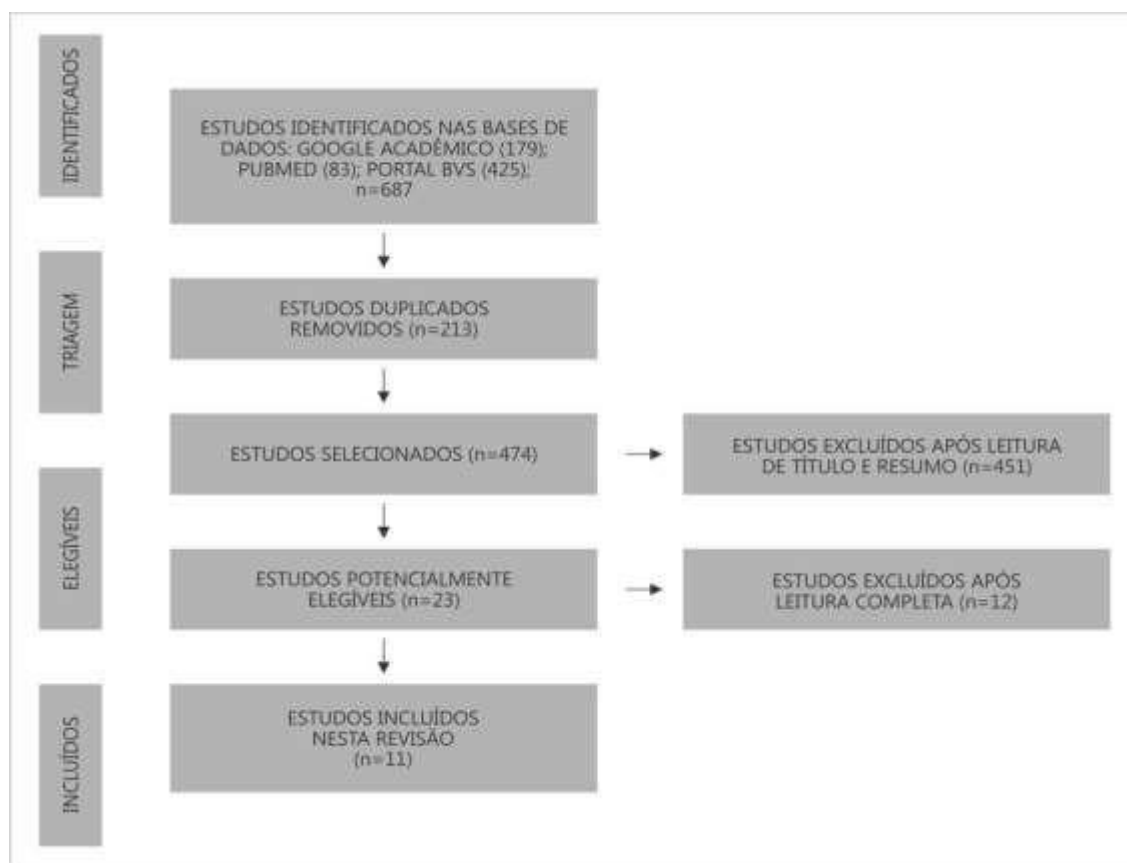 IDENTIFICADOS
ESTUDOS IDENTIFICADOS NAS BASES DE
DADOS: GOOGLE ACADÊMICO (179);
PUBMED (83); PORTAL BVS (425);
n=687
TRIAGEM
ESTUDOS DUPLICADOS
REMOVIDOS (n=213)
ESTUDOS SELECIONADOS (n=474)
ESTUDOS EXCLUÍDOS APÓS LEITURA
DE TÍTULO E RESUMO (n=451)
ELEGÍVEIS
ESTUDOS POTENCIALMENTE
ELEGÍVEIS (n=23)
ESTUDOS EXCLUÍDOS APÓS
LEITURA COMPLETA (n=12)
INCLUÍDOS
ESTUDOS INCLUÍDOS
NESTA REVISÃO
(n=11)